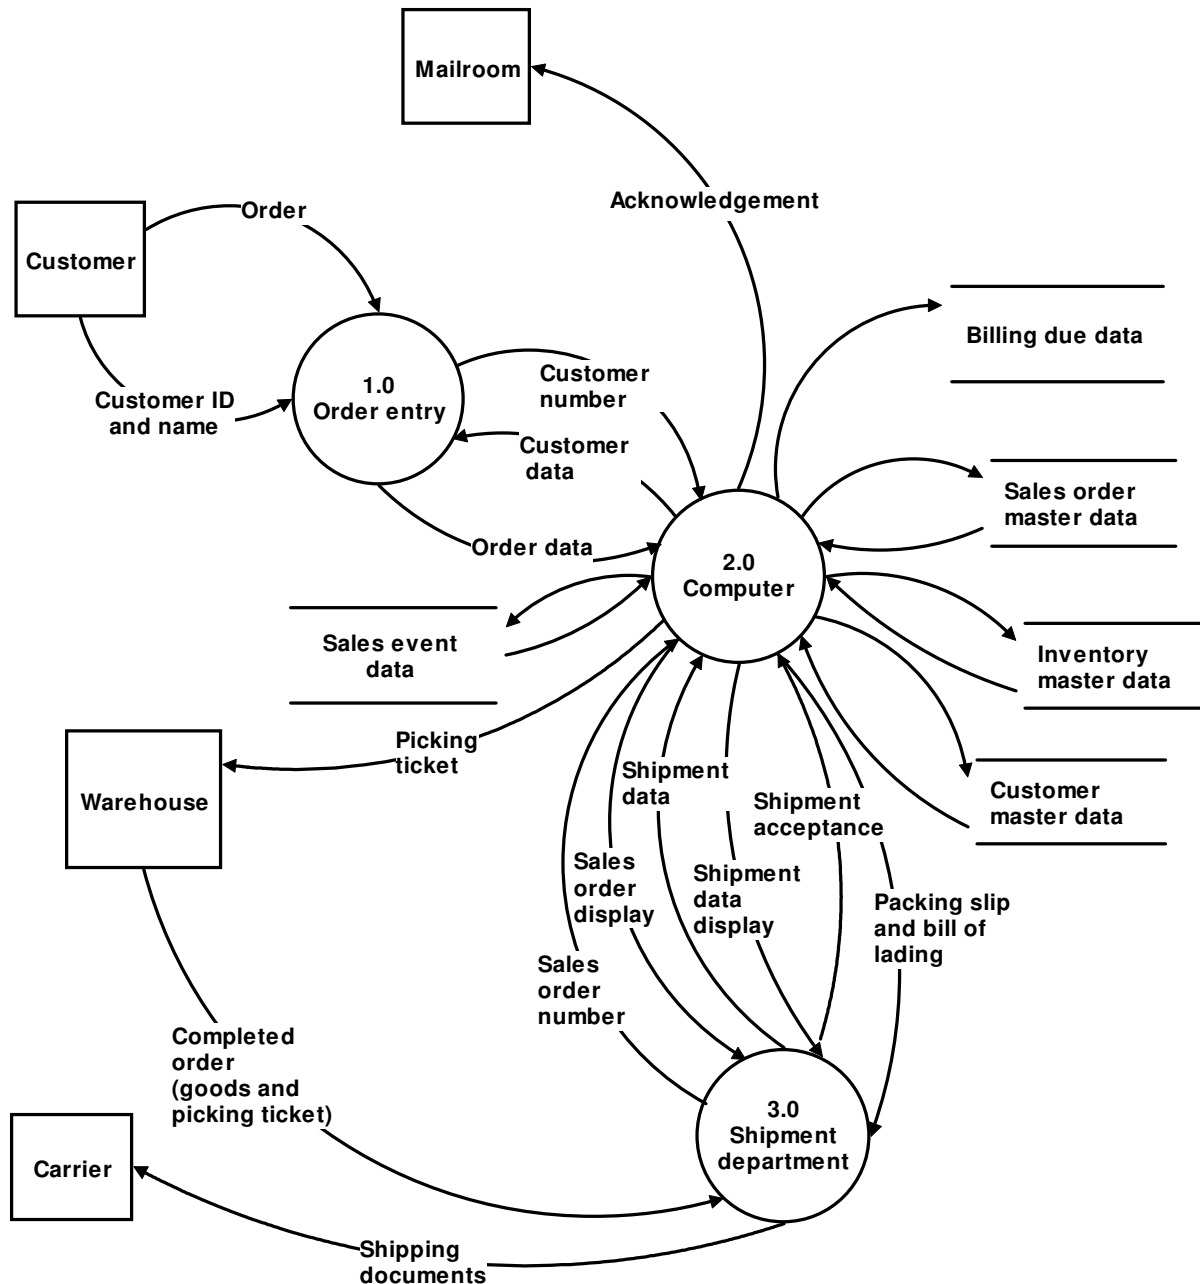 Mailroom
Acknowledgement
Order
Customer
Billing due data
1.0
Order entry
Customer
number
Customer ID
and name
Customer
data
Sales order
master data
Order data
2.0
Computer
Sales event
data
Inventory
master data
Picking
ticket
Warehouse
Shipment
data
Shipment
acceptance
Customer
master data
Sales
order
display
Shipment
data
display
Packing slip
and bill of
lading
Sales
order
number
Completed
order
(goods and
picking ticket)
3.0
Shipment
department
Carrier
Shipping
documents